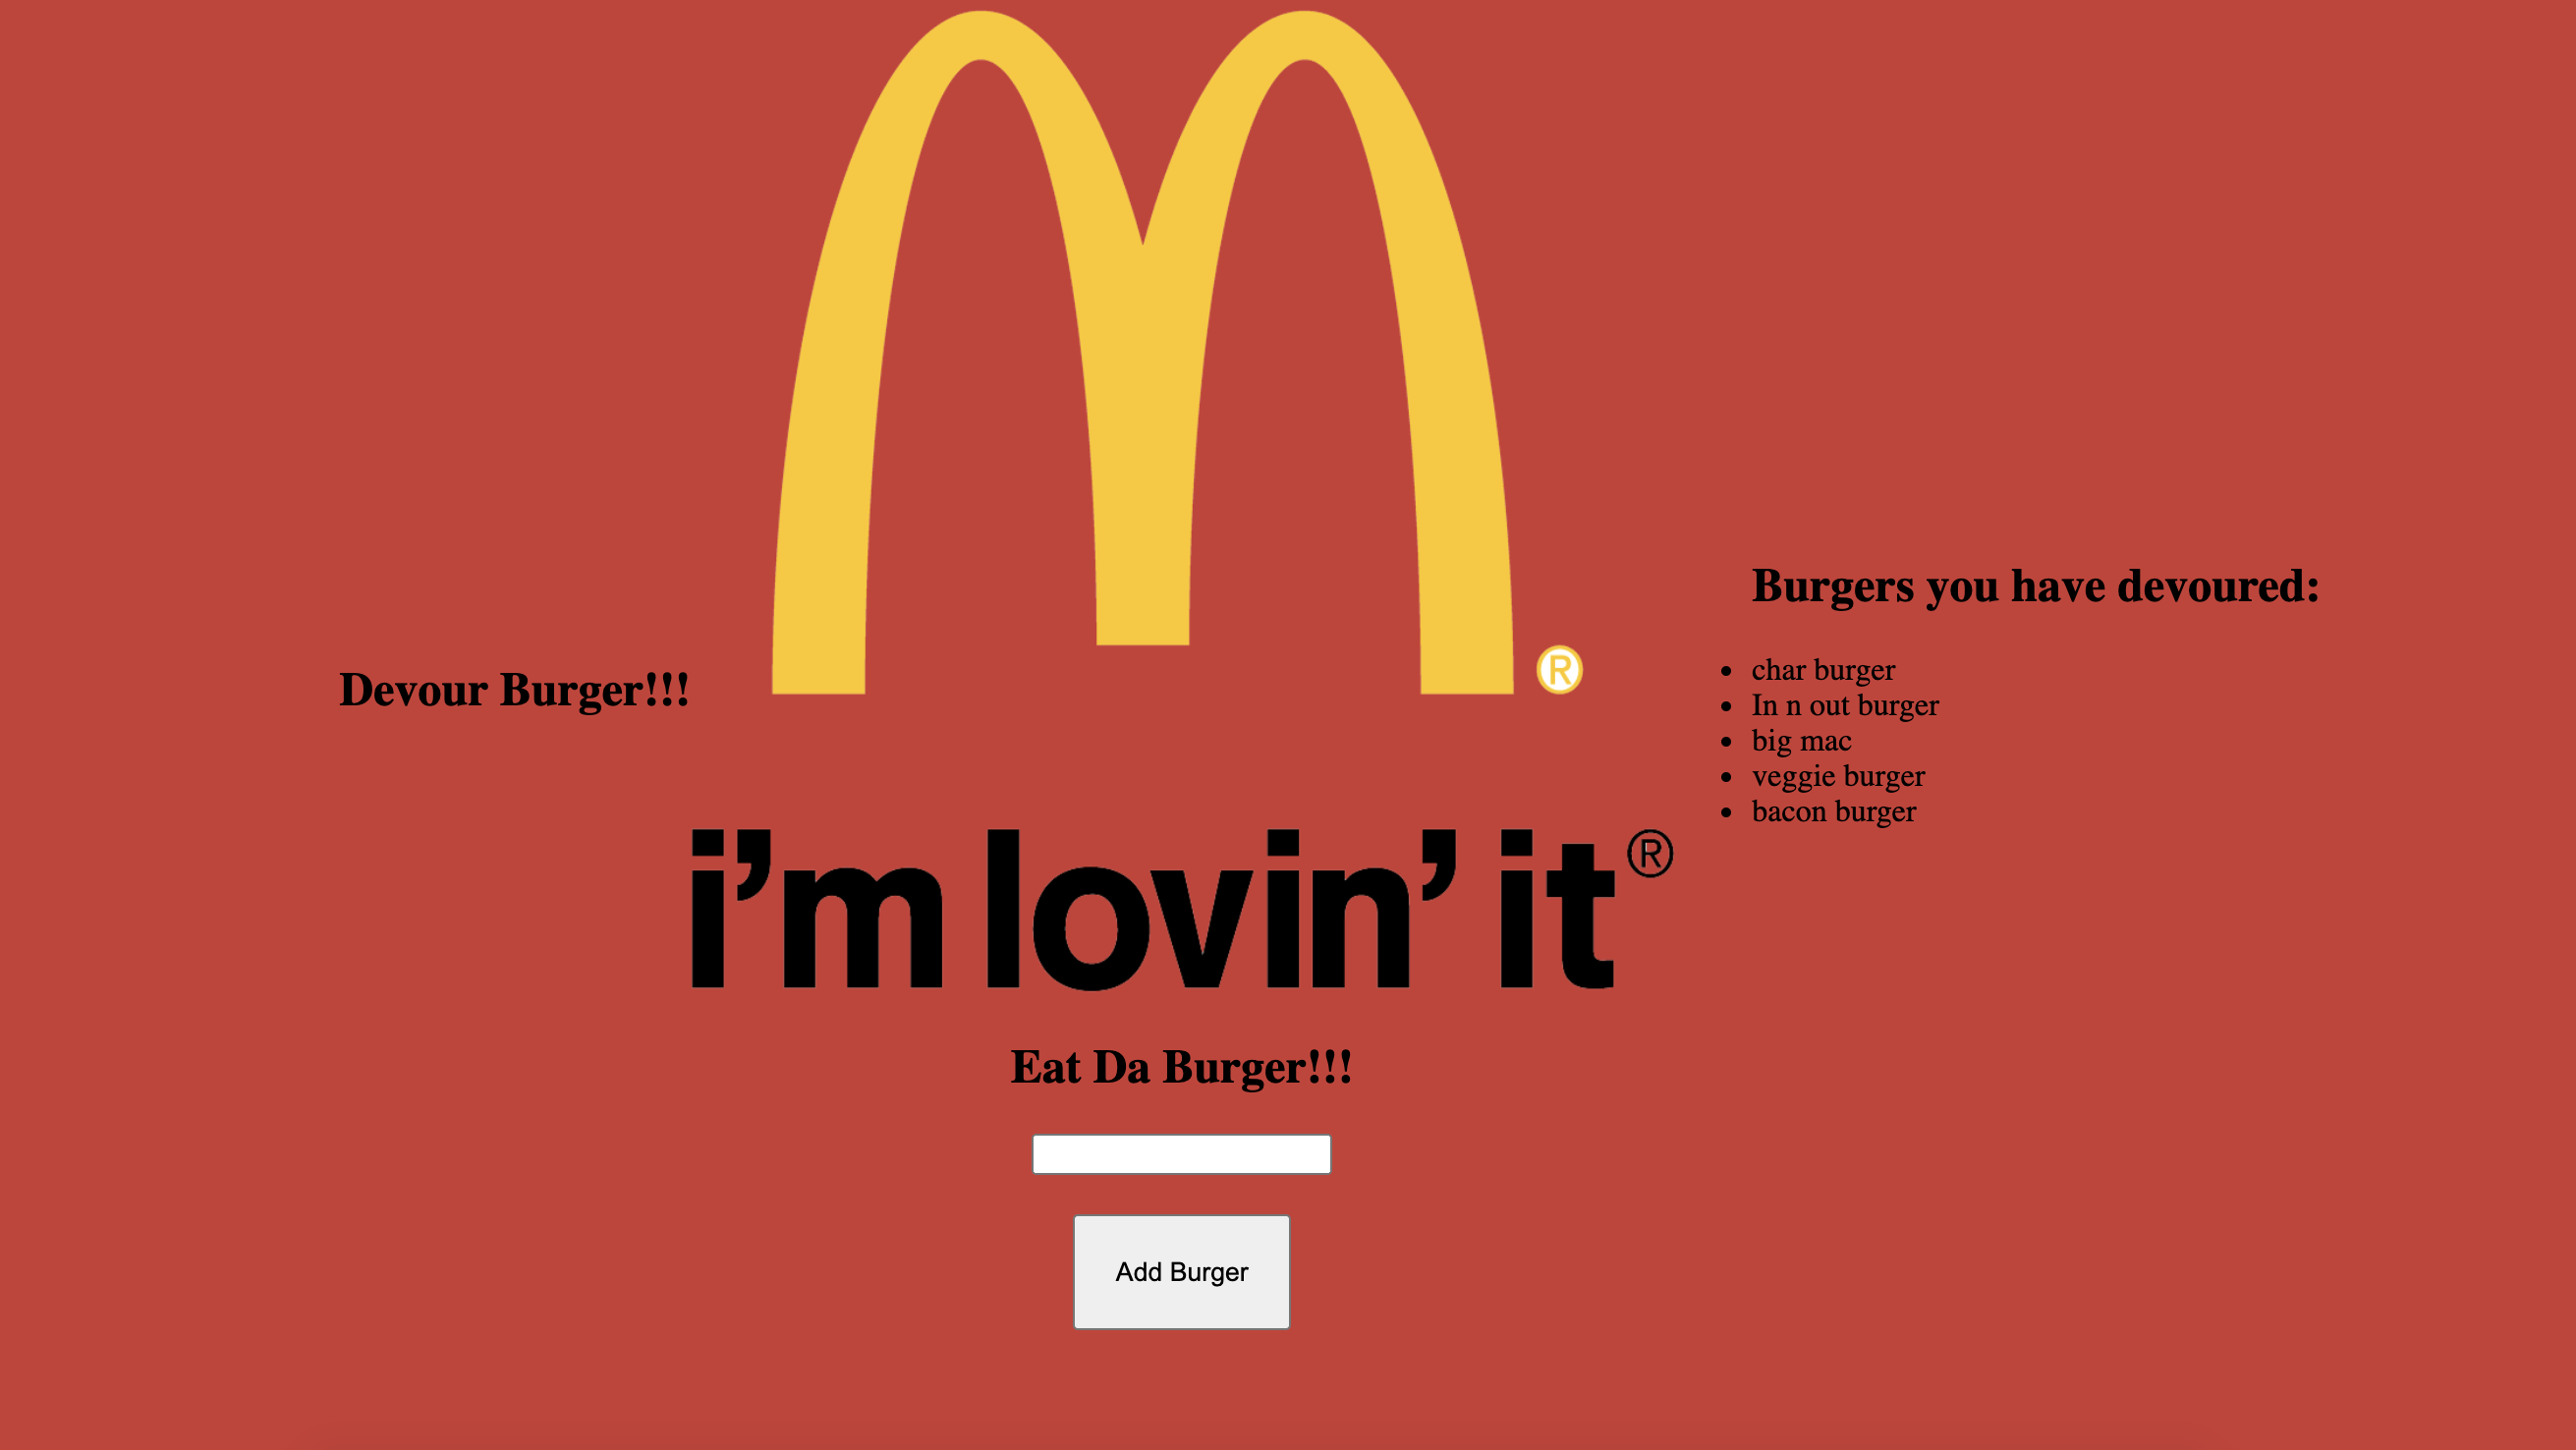 Devour Burger!!!
®
i’m lovin’ it®
Eat Da Burger!!!
Add Burger
Burgers you have devoured:
char burger
In n out burger
big mac
veggie burger
bacon burger